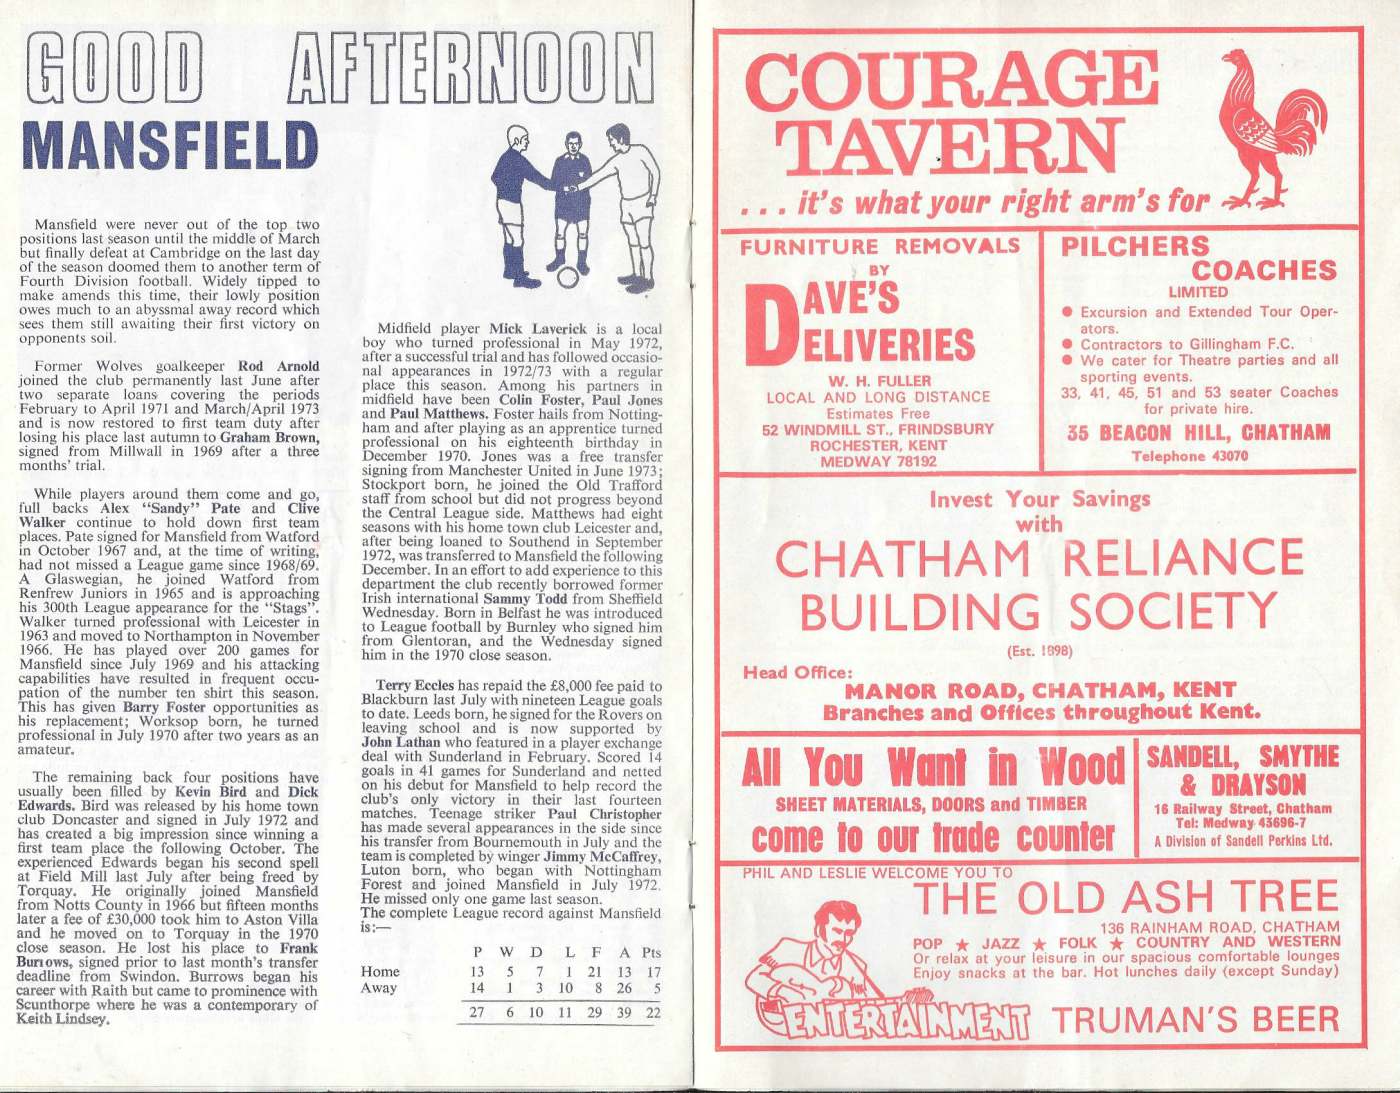 GOOD AFTERNOON
MANSFIELD
Mansfield were never out of the top two
positions last season until the middle of March
but finally defeat at Cambridge on the last day
of the season doomed them to another term of
Fourth Division football. Widely tipped to
make amends this time, their lowly position
owes much to an abyssmal away record which
sees them still awaiting their first victory on
opponents soil.
Former Wolves goalkeeper Rod Arnold
joined the club permanently last June after
two separate loans covering the periods
February to April 1971 and March/April 1973
and is now restored to first team duty after
losing his place last autumn to Graham Brown,
signed from Millwall in 1969 after a three
months' trial.
While players around them come and go,
full backs Alex "Sandy" Pate and Clive
Walker continue to hold down first team
places. Pate signed for Mansfield from Watford
in October 1967 and, at the time of writing,
had not missed a League game since 1968/69.
A Glaswegian, he joined Watford from
Renfrew Juniors in 1965 and is approaching
his 300th League appearance for the "Stags".
Walker turned professional with Leicester in
1963 and moved to Northampton in November
1966. He has played over 200 games for
Mansfield since July 1969 and his attacking
capabilities have resulted in frequent occu-
pation of the number ten shirt this season.
This has given Barry Foster opportunities as
his replacement; Worksop born, he turned
professional in July 1970 after two years as an
amateur.
The remaining back four positions have
usually been filled by Kevin Bird and Dick
Edwards. Bird was released by his home town
club Doncaster and signed in July 1972 and
has created a big impression since winning a
first team place the following October. The
experienced Edwards began his second spell
at Field Mill last July after being freed by
Torquay. He originally joined Mansfield
from Notts County in 1966 but fifteen months
later a fee of £30,000 took him to Aston Villa
and he moved on to Torquay in the 1970
close season. He lost his place to Frank
Burrows, signed prior to last month's transfer
deadline from Swindon. Burrows began his
career with Raith but came to prominence with
Scunthorpe where he was a contemporary of
Keith Lindsey.
Midfield player Mick Laverick is a local
boy who turned professional in May 1972,
after a successful trial and has followed occasio-
nal appearances in 1972/73 with a regular
place this season. Among his partners in
midfield have been Colin Foster, Paul Jones
and Paul Matthews. Foster hails from Notting-
ham and after playing as an apprentice turned
professional on his eighteenth birthday in
December 1970. Jones was a free transfer
signing from Manchester United in June 1973;
Stockport born, he joined the Old Trafford
staff from school but did not progress beyond
the Central League side. Matthews had eight
seasons with his home town club Leicester and,
after being loaned to Southend in September
1972, was transferred to Mansfield the following
December. In an effort to add experience to this
department the club recently borrowed former
Irish international Sammy Todd from Sheffield
Wednesday. Born in Belfast he was introduced
to League football by Burnley who signed him
from Glentoran, and the Wednesday signed
him in the 1970 close season.
Terry Eccles has repaid the £8,000 fee paid to
Blackburn last July with nineteen League goals
to date. Leeds born, he signed for the Rovers on
leaving school and is now supported by
John Lathan who featured in a player exchange
deal with Sunderland in February. Scored 14
goals in 41 games for Sunderland and netted
on his debut for Mansfield to help record the
club's only victory in their last fourteen
matches. Teenage striker Paul Christopher
has made several appearances in the side since
his transfer from Bournemouth in July and the
team is completed by winger Jimmy McCaffrey,
Luton born, who began with Nottingham
Forest and joined Mansfield in July 1972.
He missed only one game last season.
The complete League record against Mansfield
is:—
P W D L F A Pts
Home 13 5 7 1 21 13 17
Away 14 1 3 10 8 26 5
27 6 10 11 29 39 22
COURAGE
TAVERN
. . . it's what your right arm's for
FURNITURE REMOVALS
BY
DAVE'S
DELIVERIES
W. H. FULLER
LOCAL AND LONG DISTANCE
Estimates Free
52 WINDMILL ST., FRINDSBURY
ROCHESTER, KENT
MEDWAY 78192
PILCHERS
COACHES
LIMITED
● Excursion and Extended Tour Oper-
ators.
● Contractors to Gillingham F.C.
● We cater for Theatre parties and all
sporting events.
33, 41, 45, 51 and 53 seater Coaches
for private hire.
35 BEACON HILL, CHATHAM
Telephone 43070
Invest Your Savings
with
CHATHAM RELIANCE
BUILDING SOCIETY
(Est. 1898)
Head Office:
MANOR ROAD, CHATHAM, KENT
Branches and Offices throughout Kent.
All You Want in Wood
SHEET MATERIALS, DOORS and TIMBER
come to our trade counter
SANDELL, SMYTHE
& DRAYSON
16 Railway Street, Chatham
Tel: Medway 43696-7
A Division of Sandell Perkins Ltd.
PHIL AND LESLIE WELCOME YOU TO
THE OLD ASH TREE
136 RAINHAM ROAD, CHATHAM
POP ★ JAZZ ★ FOLK ★ COUNTRY AND WESTERN
Or relax at your leisure in our spacious comfortable lounges
Enjoy snacks at the bar. Hot lunches daily (except Sunday)
ENTERTAINMENT
TRUMAN'S BEER